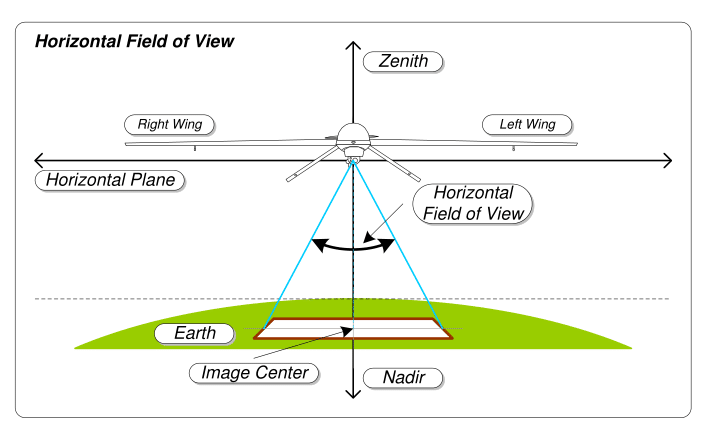 Horizontal Field of View
Zenith
Right Wing
Left Wing
Horizontal Plane
Horizontal
Field of View
Earth
Image Center
Nadir